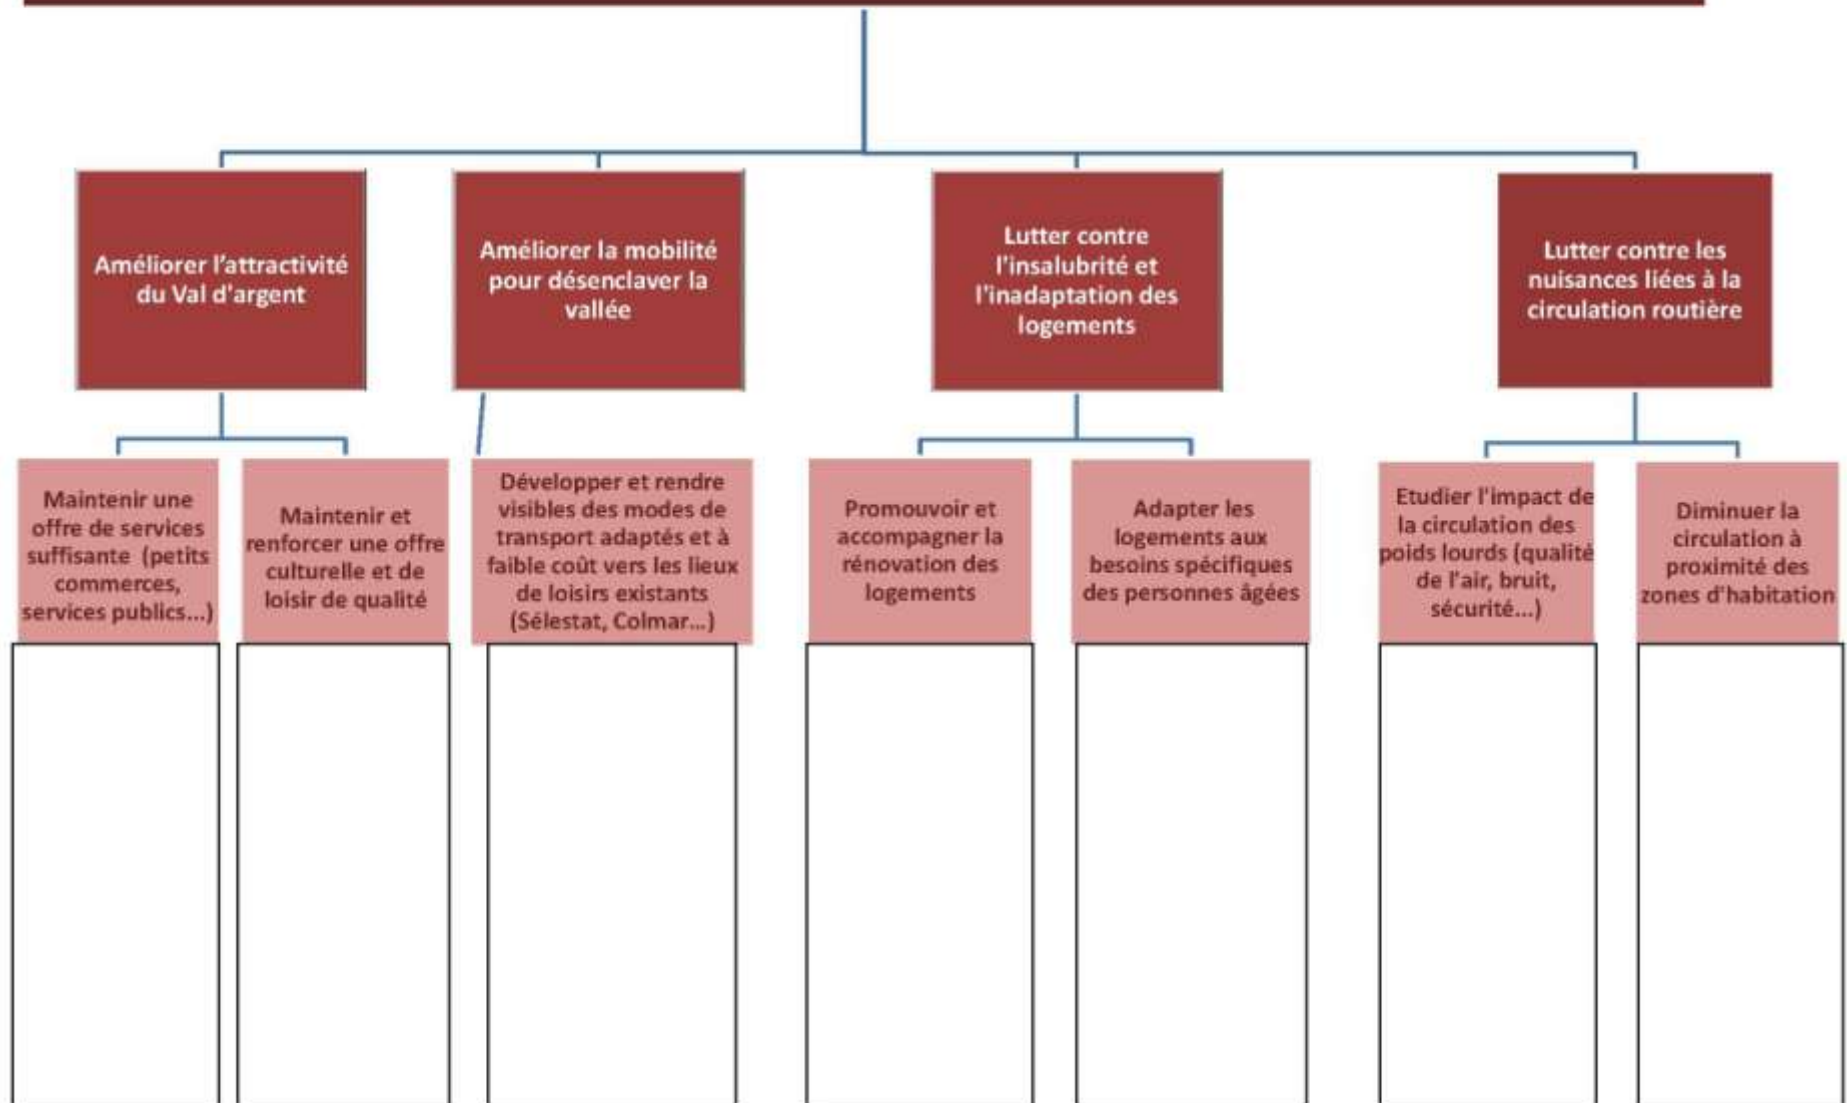 Améliorer l'attractivité
du Val d'argent
Améliorer la mobilité
pour désenclaver la
vallée
Lutter contre
l'insalubrité et
l'inadaptation des
logements
Lutter contre les
nuisances liées à la
circulation routière
Maintenir une
offre de services
suffisante (petits
commerces,
services publics...)
Maintenir et
renforcer une offre
culturelle et de
loisir de qualité
Développer et rendre
visibles des modes de
transport adaptés et à
faible coût vers les lieux
de loisirs existants
(Sélestat, Colmar...)
Promouvoir et
accompagner la
rénovation des
logements
Adapter les
logements aux
besoins spécifiques
des personnes âgées
Etudier l'impact de
la circulation des
poids lourds (qualité
de l'air, bruit,
sécurité...)
Diminuer la
circulation à
proximité des
zones d'habitation